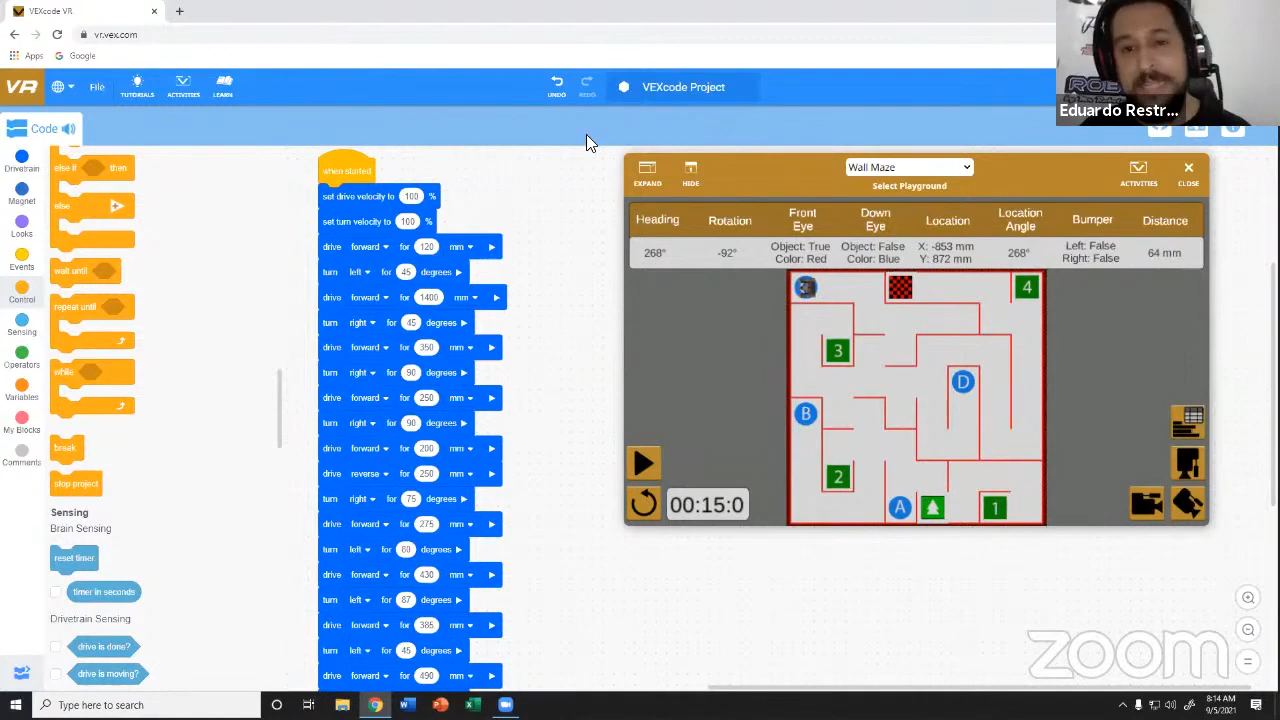 VEXcode VR
vr.vex.com
Apps
Google
VR
File
TUTORIALS
ACTIVITIES
LEARN
UNDO
REDO
VEXcode Project
Eduardo Restr...
Code
Drivetrain
Magnet
Looks
Events
Control
Sensing
Operators
Variables
My Blocks
Comments
else if then
else
wait until
repeat until
while
break
stop project
Sensing
Brain Sensing
reset timer
timer in seconds
Drivetrain Sensing
drive is done?
drive is moving?
when started
set drive velocity to 100 %
set turn velocity to 100 %
drive forward for 120 mm
turn left for 45 degrees
drive forward for 1400 mm
turn right for 45 degrees
drive forward for 350 mm
turn right for 90 degrees
drive forward for 250 mm
turn right for 90 degrees
drive forward for 200 mm
drive reverse for 250 mm
turn right for 75 degrees
drive forward for 275 mm
turn left for 80 degrees
drive forward for 430 mm
turn left for 87 degrees
drive forward for 385 mm
turn left for 45 degrees
drive forward for 490 mm
EXPAND
HIDE
Wall Maze
Select Playground
ACTIVITIES
CLOSE
Heading Rotation Front Eye Down Eye Location Location Angle Bumper Distance
268° -92° Object: True Object: False X: -853 mm 268° Left: False 64 mm
Color: Red Color: Blue Y: 872 mm Right: False
4
3
D
B
2
A
1
00:15:0
zoom
Type here to search
8:14 AM
9/5/2021